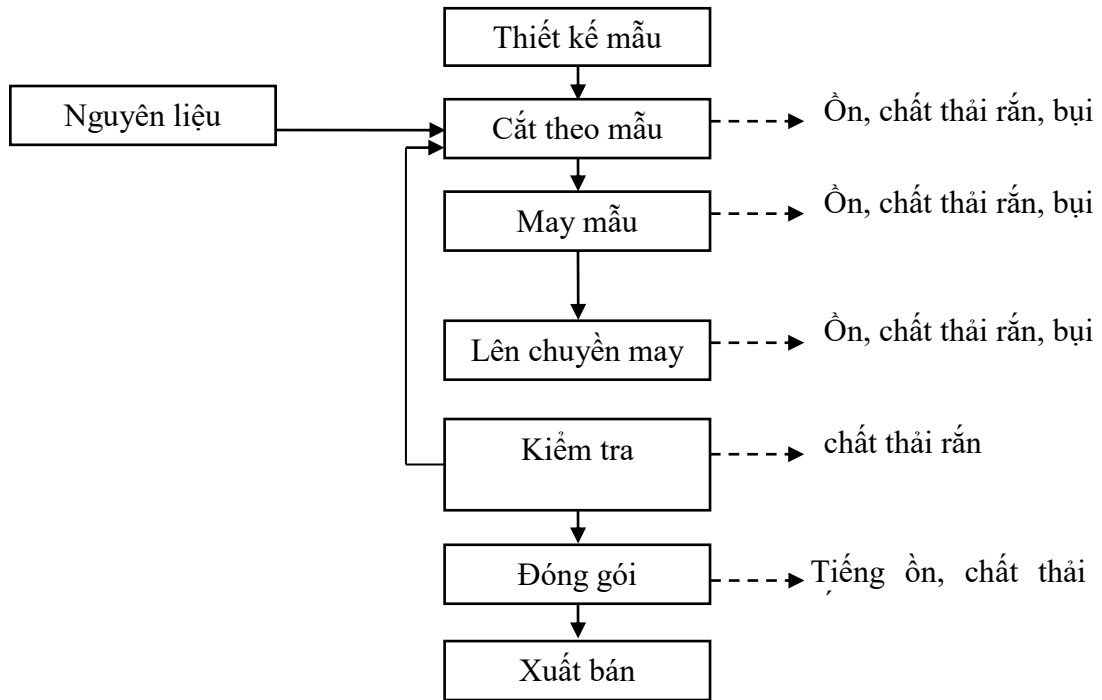 Thiết kế mẫu
Nguyên liệu
Cắt theo mẫu
Ồn, chất thải rắn, bụi
May mẫu
Ồn, chất thải rắn, bụi
Lên chuyền may
Ồn, chất thải rắn, bụi
Kiểm tra
chất thải rắn
Đóng gói
Tiếng ồn, chất thải
Xuất bán